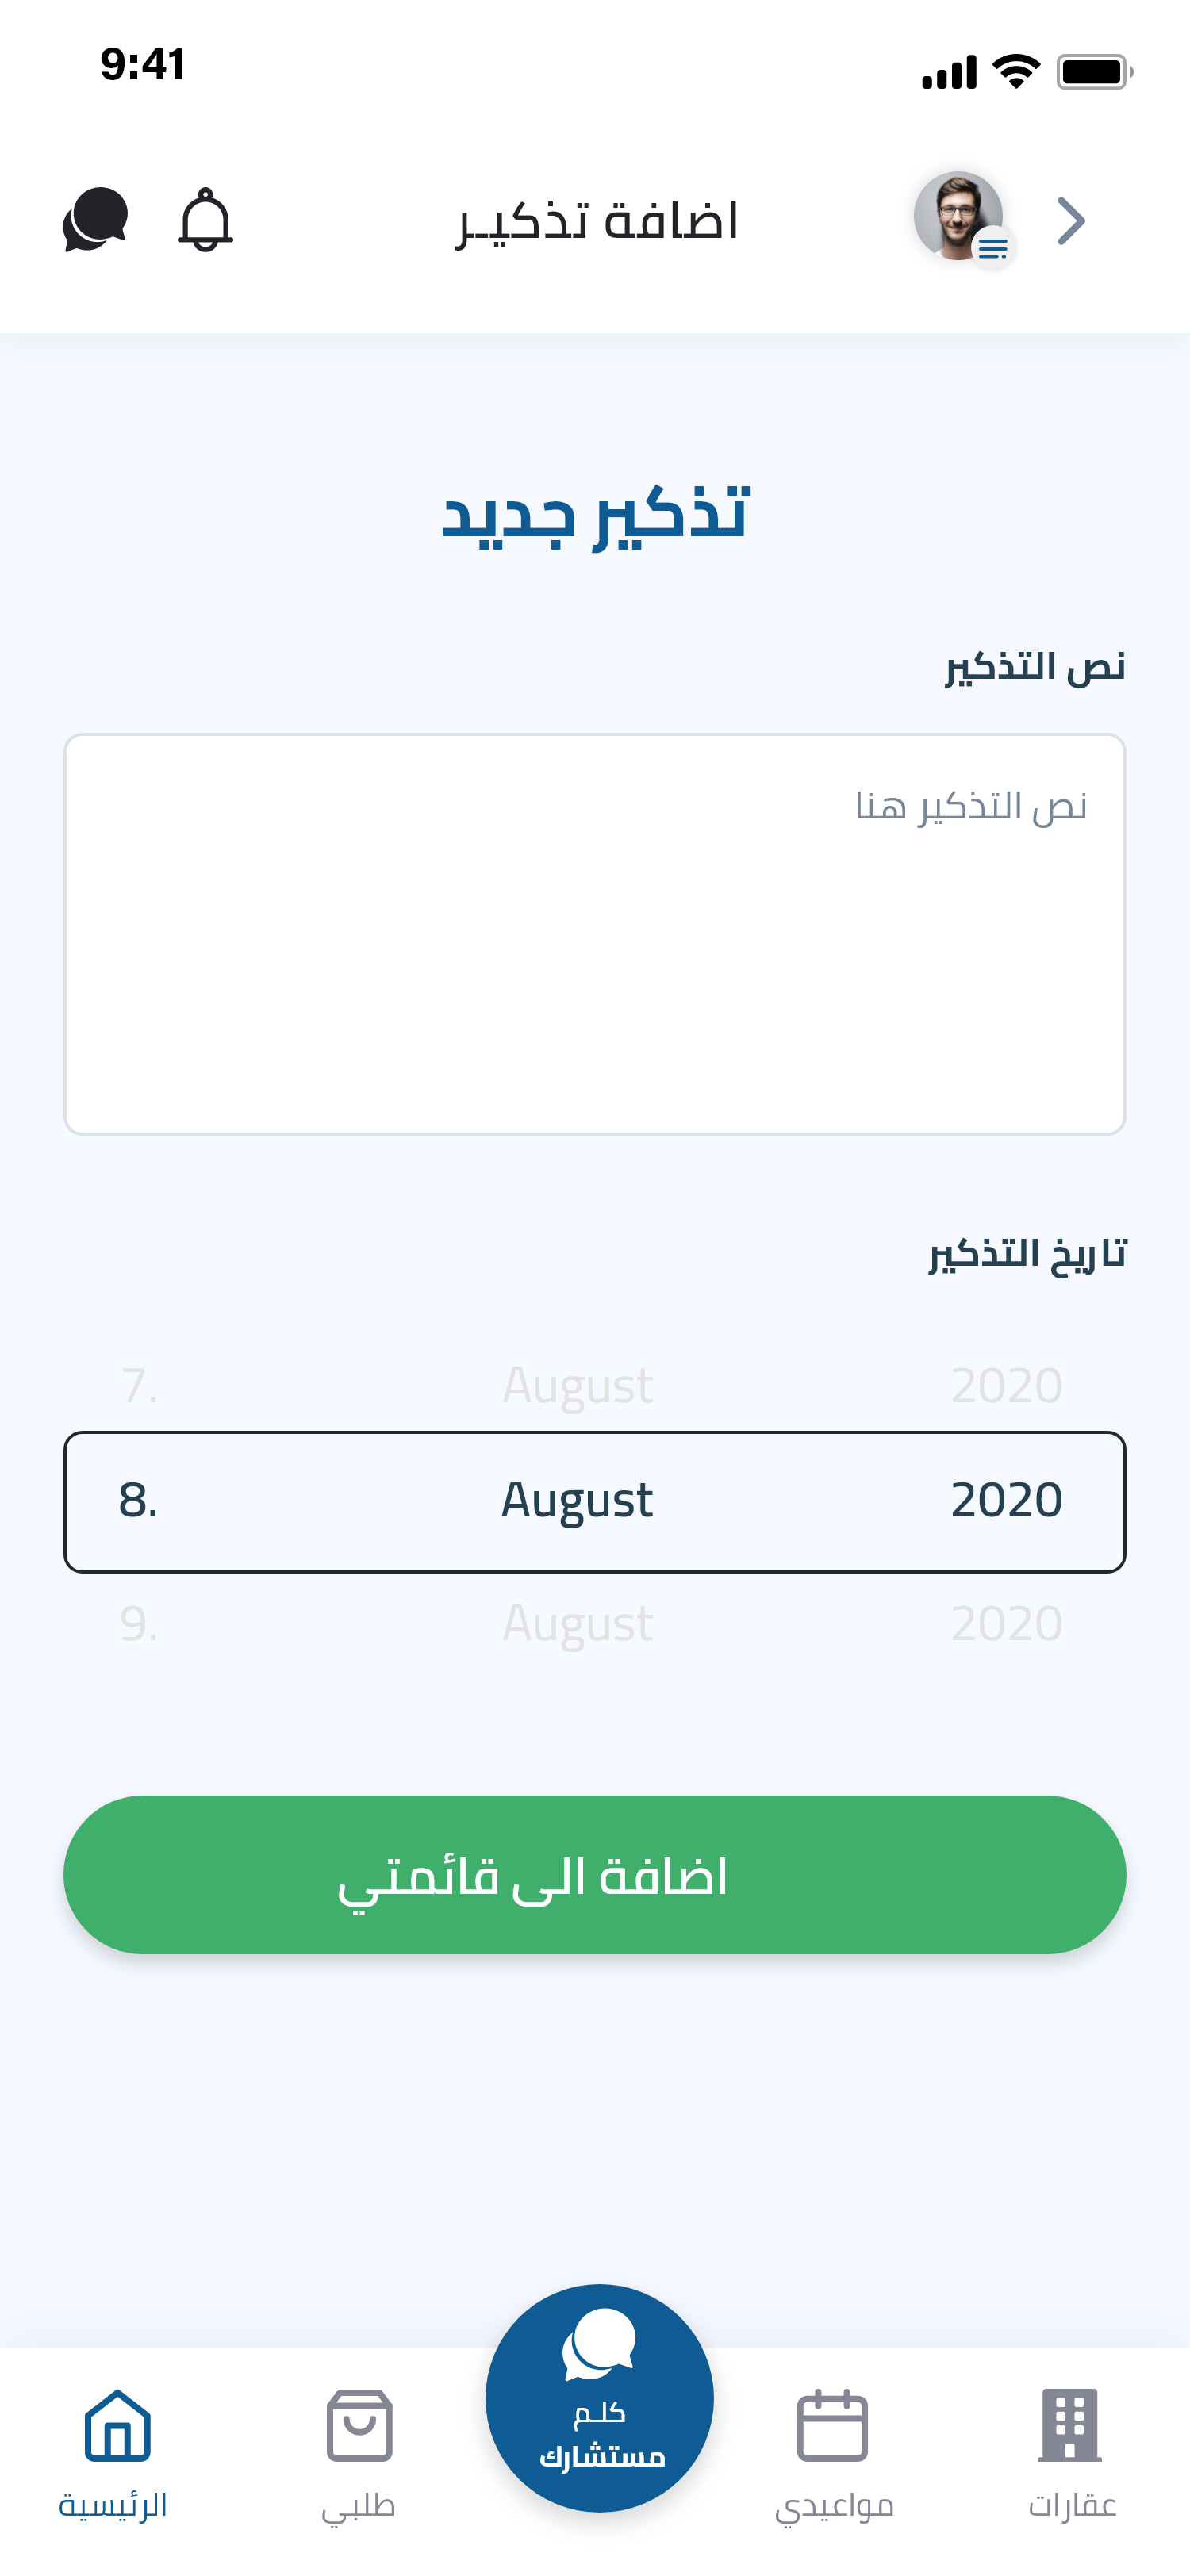 9:41
اضافة تذكيـر
تذكير جديد
نص التذكير
نص التذكير هنا
تاريخ التذكير
7. August 2020
8. August 2020
9. August 2020
اضافة الى قائمتي
كلـم
مستشارك
عقارات
مواعيدي
طلبي
الرئيسية